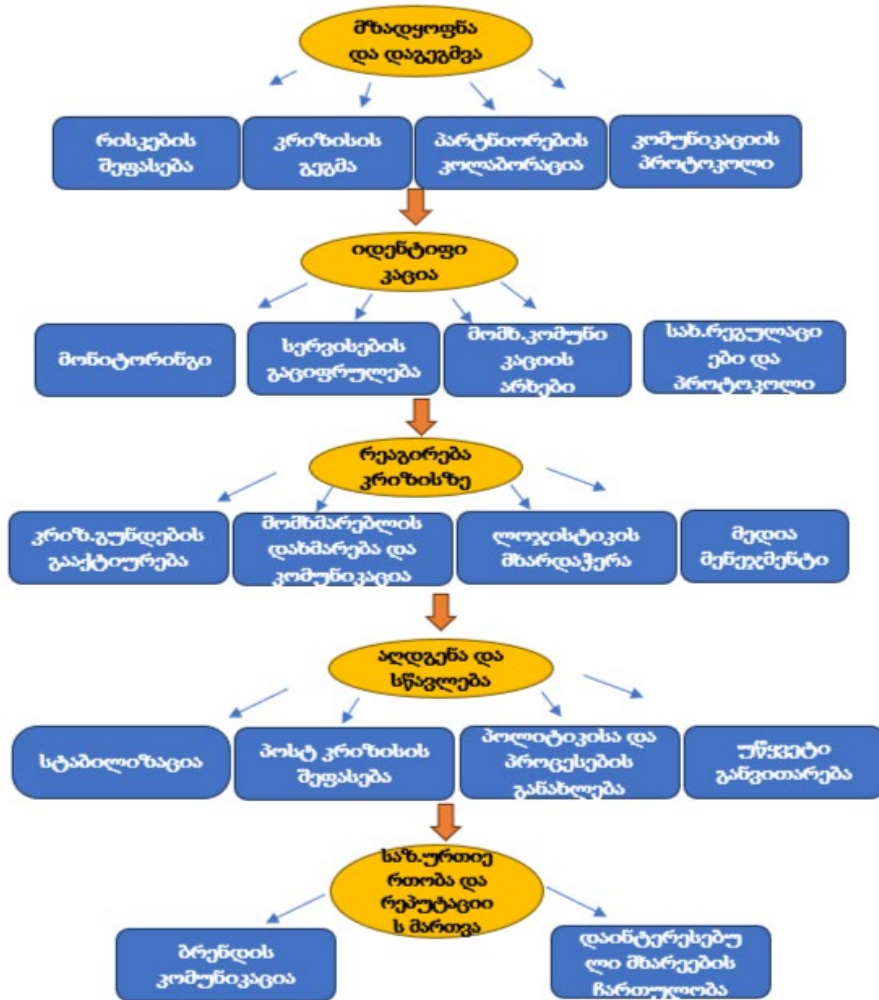 მზადყოფნა
და დაგეგმვა
რისკების
შეფასება
კრიზისის
გეგმა
პარტნიორების
კოლაბორაცია
კომუნიკაციის
პროტოკოლი
იდენტიფი
კაცია
მონიტორინგი
სერვისების
გაციფრულება
მომხ.კომუნი
კაციის
არხები
სახ.რეგულაცი
ები და
პროტოკოლი
რეაგირება
კრიზისზე
კრიზ.გუნდების
გააქტიურება
მომხმარებლის
დახმარება და
კომუნიკაცია
ლოჯისტიკის
მხარდაჭერა
მედია
მენეჯმენტი
აღდგენა და
სწავლება
სტაბილიზაცია
პოსტ კრიზისის
შეფასება
პოლიტიკისა და
პროცესების
განახლება
უწყვეტი
განვითარება
საზ.ურთიე
რთობა და
რეპუტაციი
ს მართვა
ბრენდის
კომუნიკაცია
დაინტერესებუ
ლი მხარეების
ჩართულობა